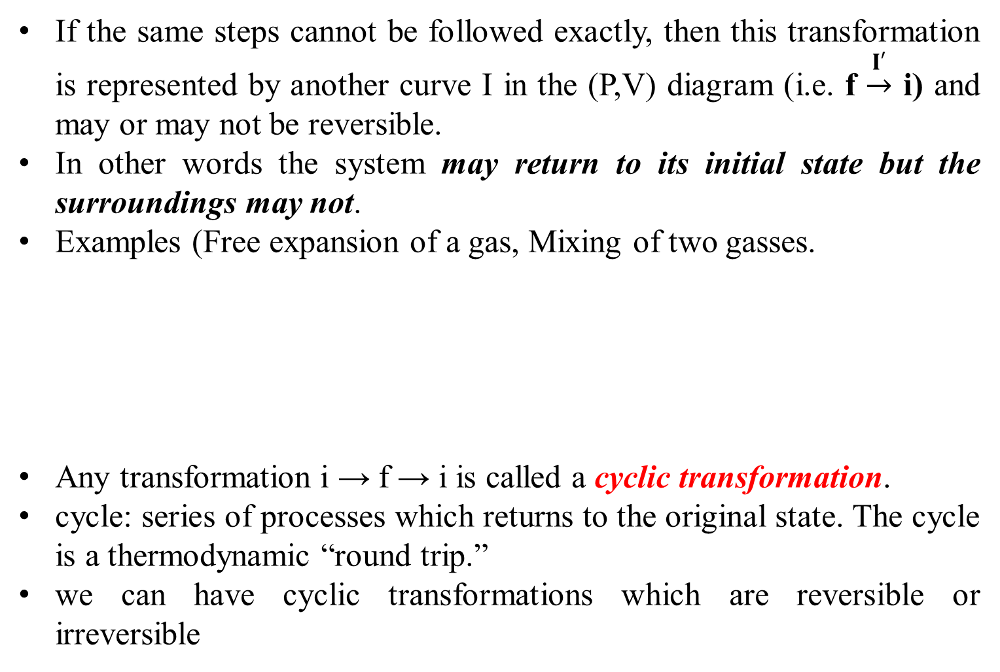 • If the same steps cannot be followed exactly, then this transformation
is represented by another curve I in the (P,V) diagram (i.e. f →^I′ i) and
may or may not be reversible.
• In other words the system may return to its initial state but the
surroundings may not.
• Examples (Free expansion of a gas, Mixing of two gasses.
• Any transformation i → f → i is called a cyclic transformation.
• cycle: series of processes which returns to the original state. The cycle
is a thermodynamic “round trip.”
• we can have cyclic transformations which are reversible or
irreversible